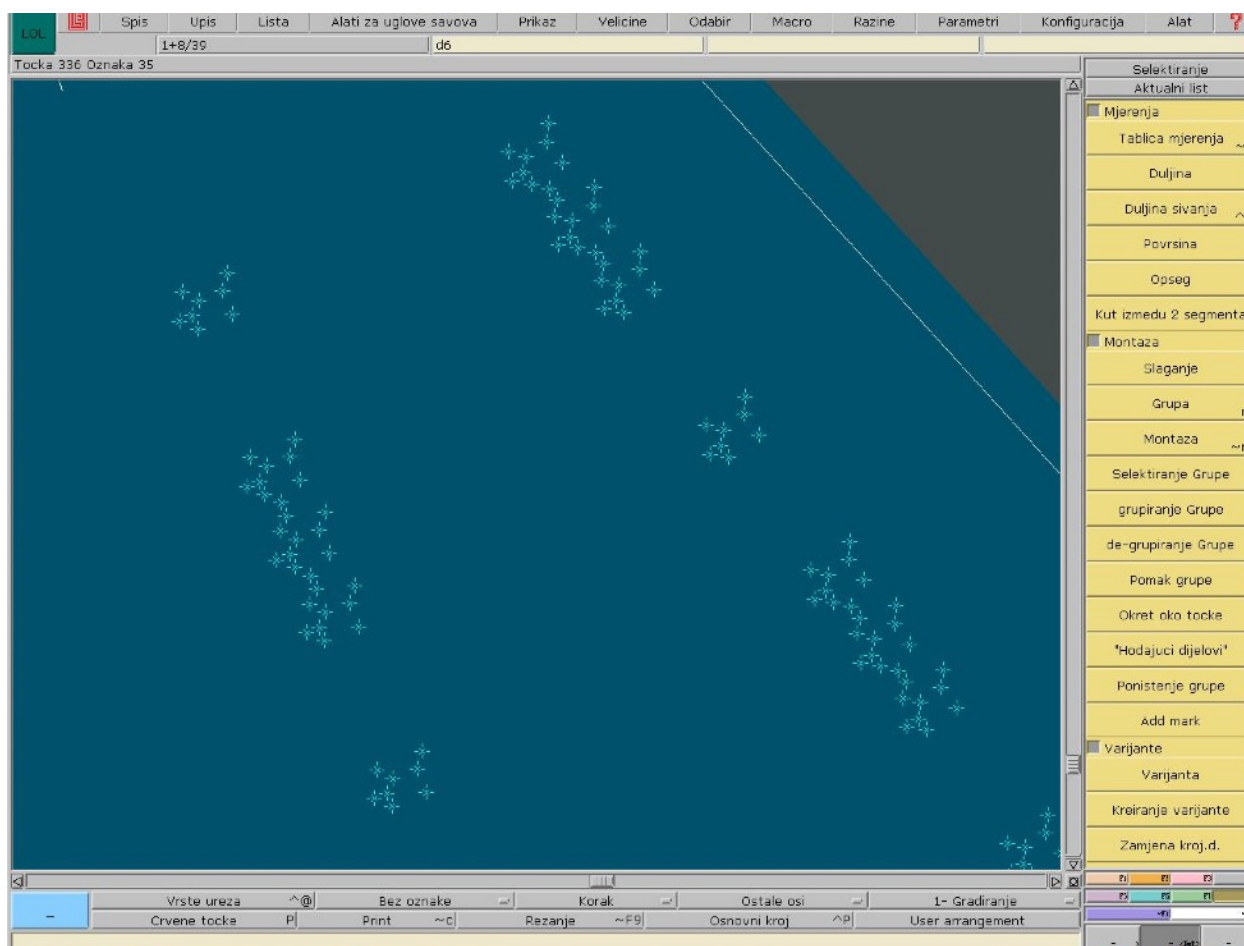 LOL Spis Upis Lista Alati za uglove savova Prikaz Velicine Odabir Macro Razine Parametri Konfiguracija Alat ?
1+8/39 d6
Tocka 336 Oznaka 35
Selektiranje
Aktualni list
Mjerenja
Tablica mjerenja
Duljina
Duljina sivanja
Povrsina
Opseg
Kut izmedu 2 segmenta
Montaza
Slaganje
Grupa
Montaza
Selektiranje Grupe
grupiranje Grupe
de-grupiranje Grupe
Pomak grupe
Okret oko tocke
"Hodajuci dijelovi"
Ponistenje grupe
Add mark
Varijante
Varijanta
Kreiranje varijante
Zamjena kroj.d.
Vrste ureza ^@ Bez oznake Korak Ostale osi 1- Gradiranje
Crvene tocke P Print ~c Rezanje ~F9 Osnovni kroj ^P User arrangement